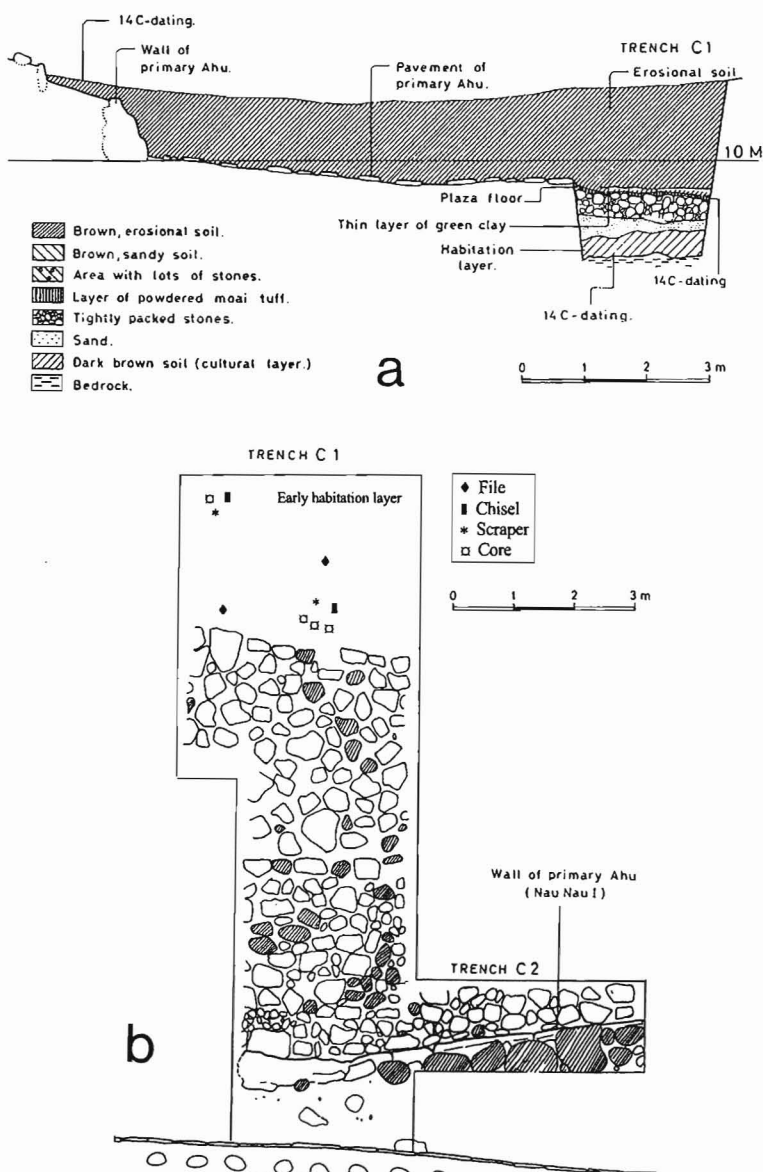 14C-dating.
Wall of
primary Ahu.
Pavement of
primary Ahu.
TRENCH C1
Erosional soil
10 M
Plaza floor
Thin layer of green clay
Habitation
layer.
14C-dating
14C-dating.
Brown, erosional soil.
Brown, sandy soil.
Area with lots of stones.
Layer of powdered moai tuff.
Tightly packed stones.
Sand.
Dark brown soil (cultural layer.)
Bedrock.
a
0 1 2 3 m
TRENCH C1
Early habitation layer
File
Chisel
Scraper
Core
0 1 2 3 m
Wall of primary Ahu
(Nau Nau I)
TRENCH C2
b